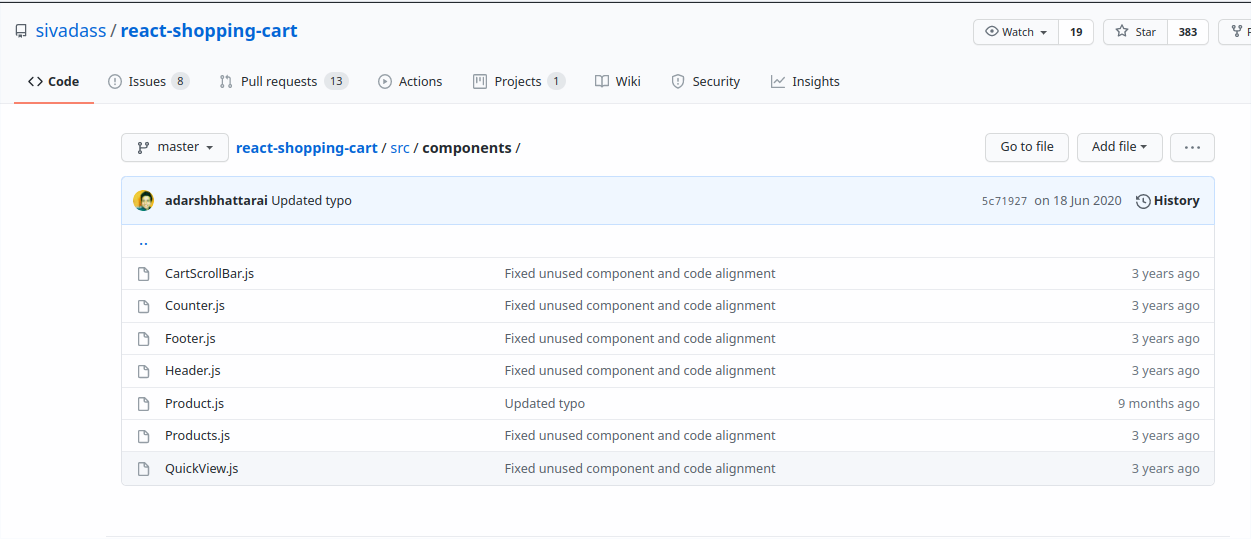 sivadass / react-shopping-cart Watch 19 Star 383
Code Issues 8 Pull requests 13 Actions Projects 1 Wiki Security Insights
master react-shopping-cart / src / components / Go to file Add file ...
adarshbhattarai Updated typo 5c71927 on 18 Jun 2020 History
..
CartScrollBar.js Fixed unused component and code alignment 3 years ago
Counter.js Fixed unused component and code alignment 3 years ago
Footer.js Fixed unused component and code alignment 3 years ago
Header.js Fixed unused component and code alignment 3 years ago
Product.js Updated typo 9 months ago
Products.js Fixed unused component and code alignment 3 years ago
QuickView.js Fixed unused component and code alignment 3 years ago